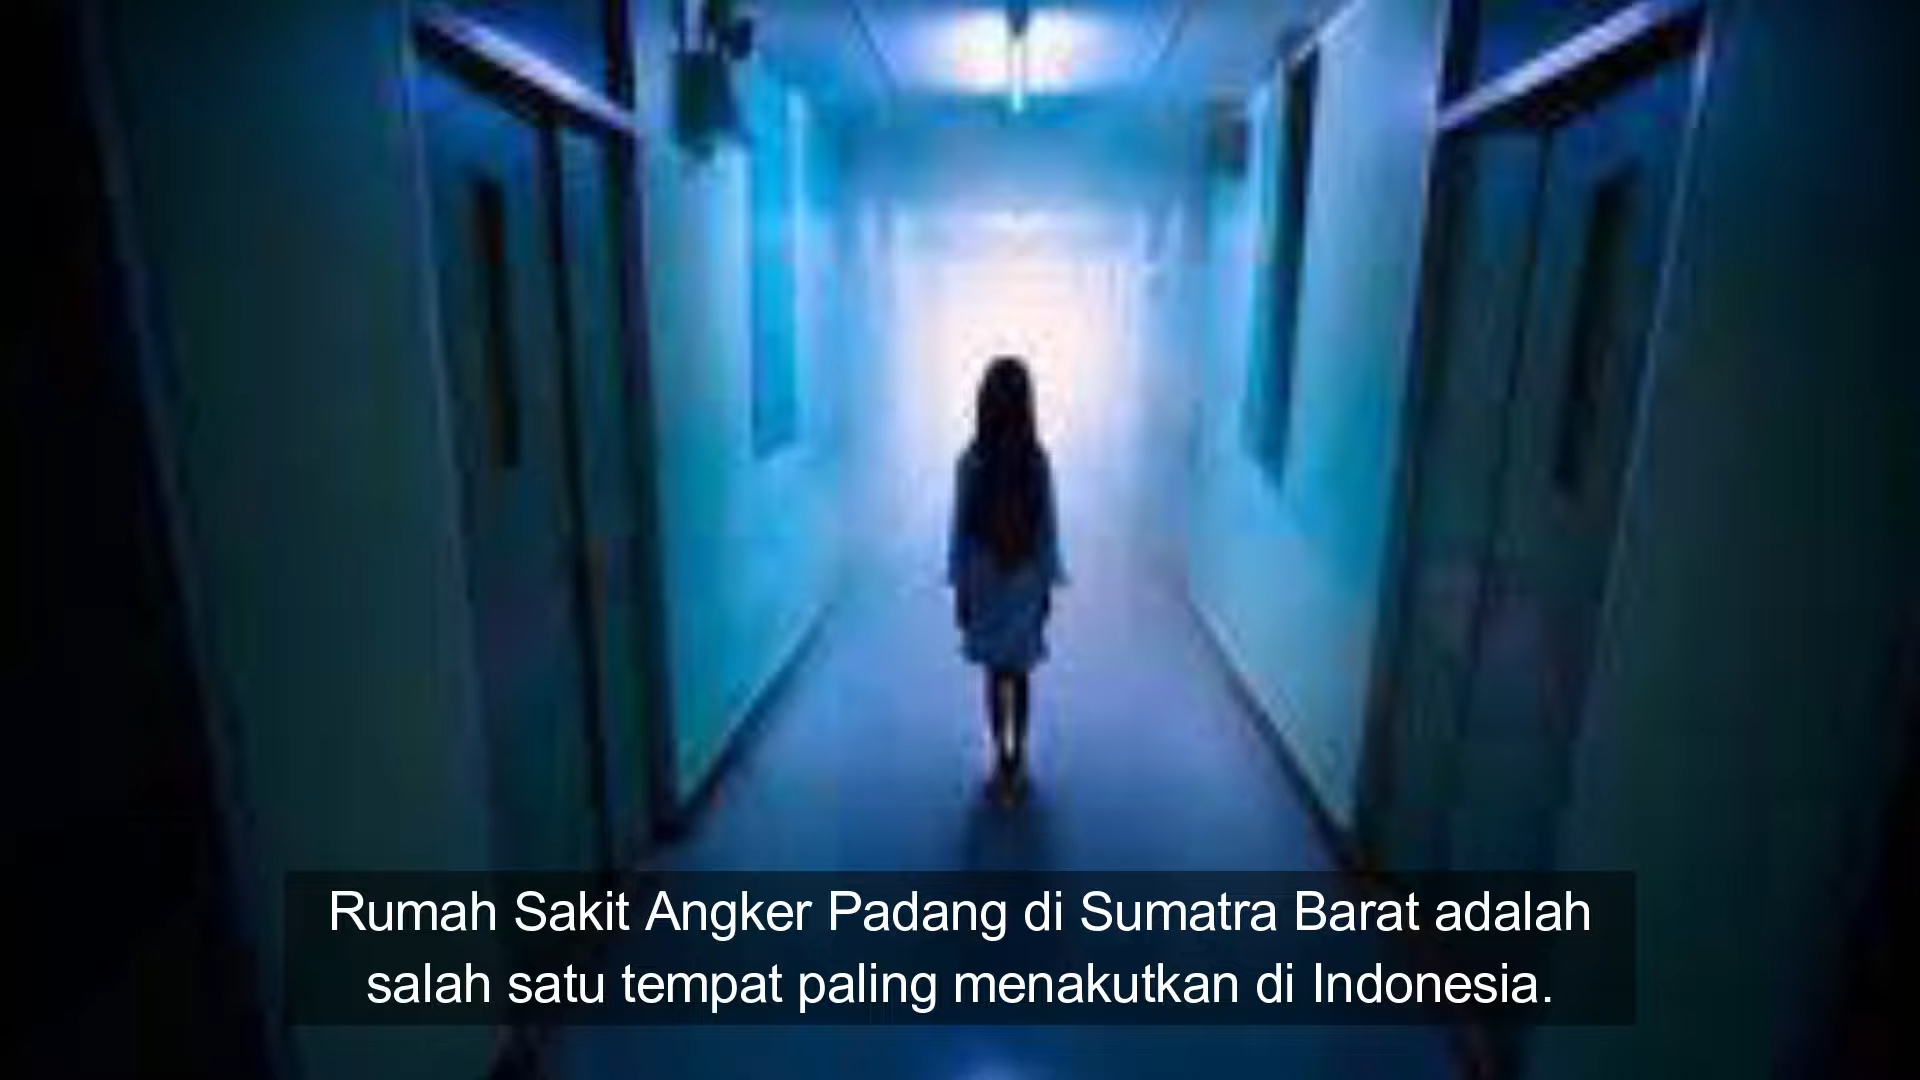 Rumah Sakit Angker Padang di Sumatra Barat adalah
salah satu tempat paling menakutkan di Indonesia.